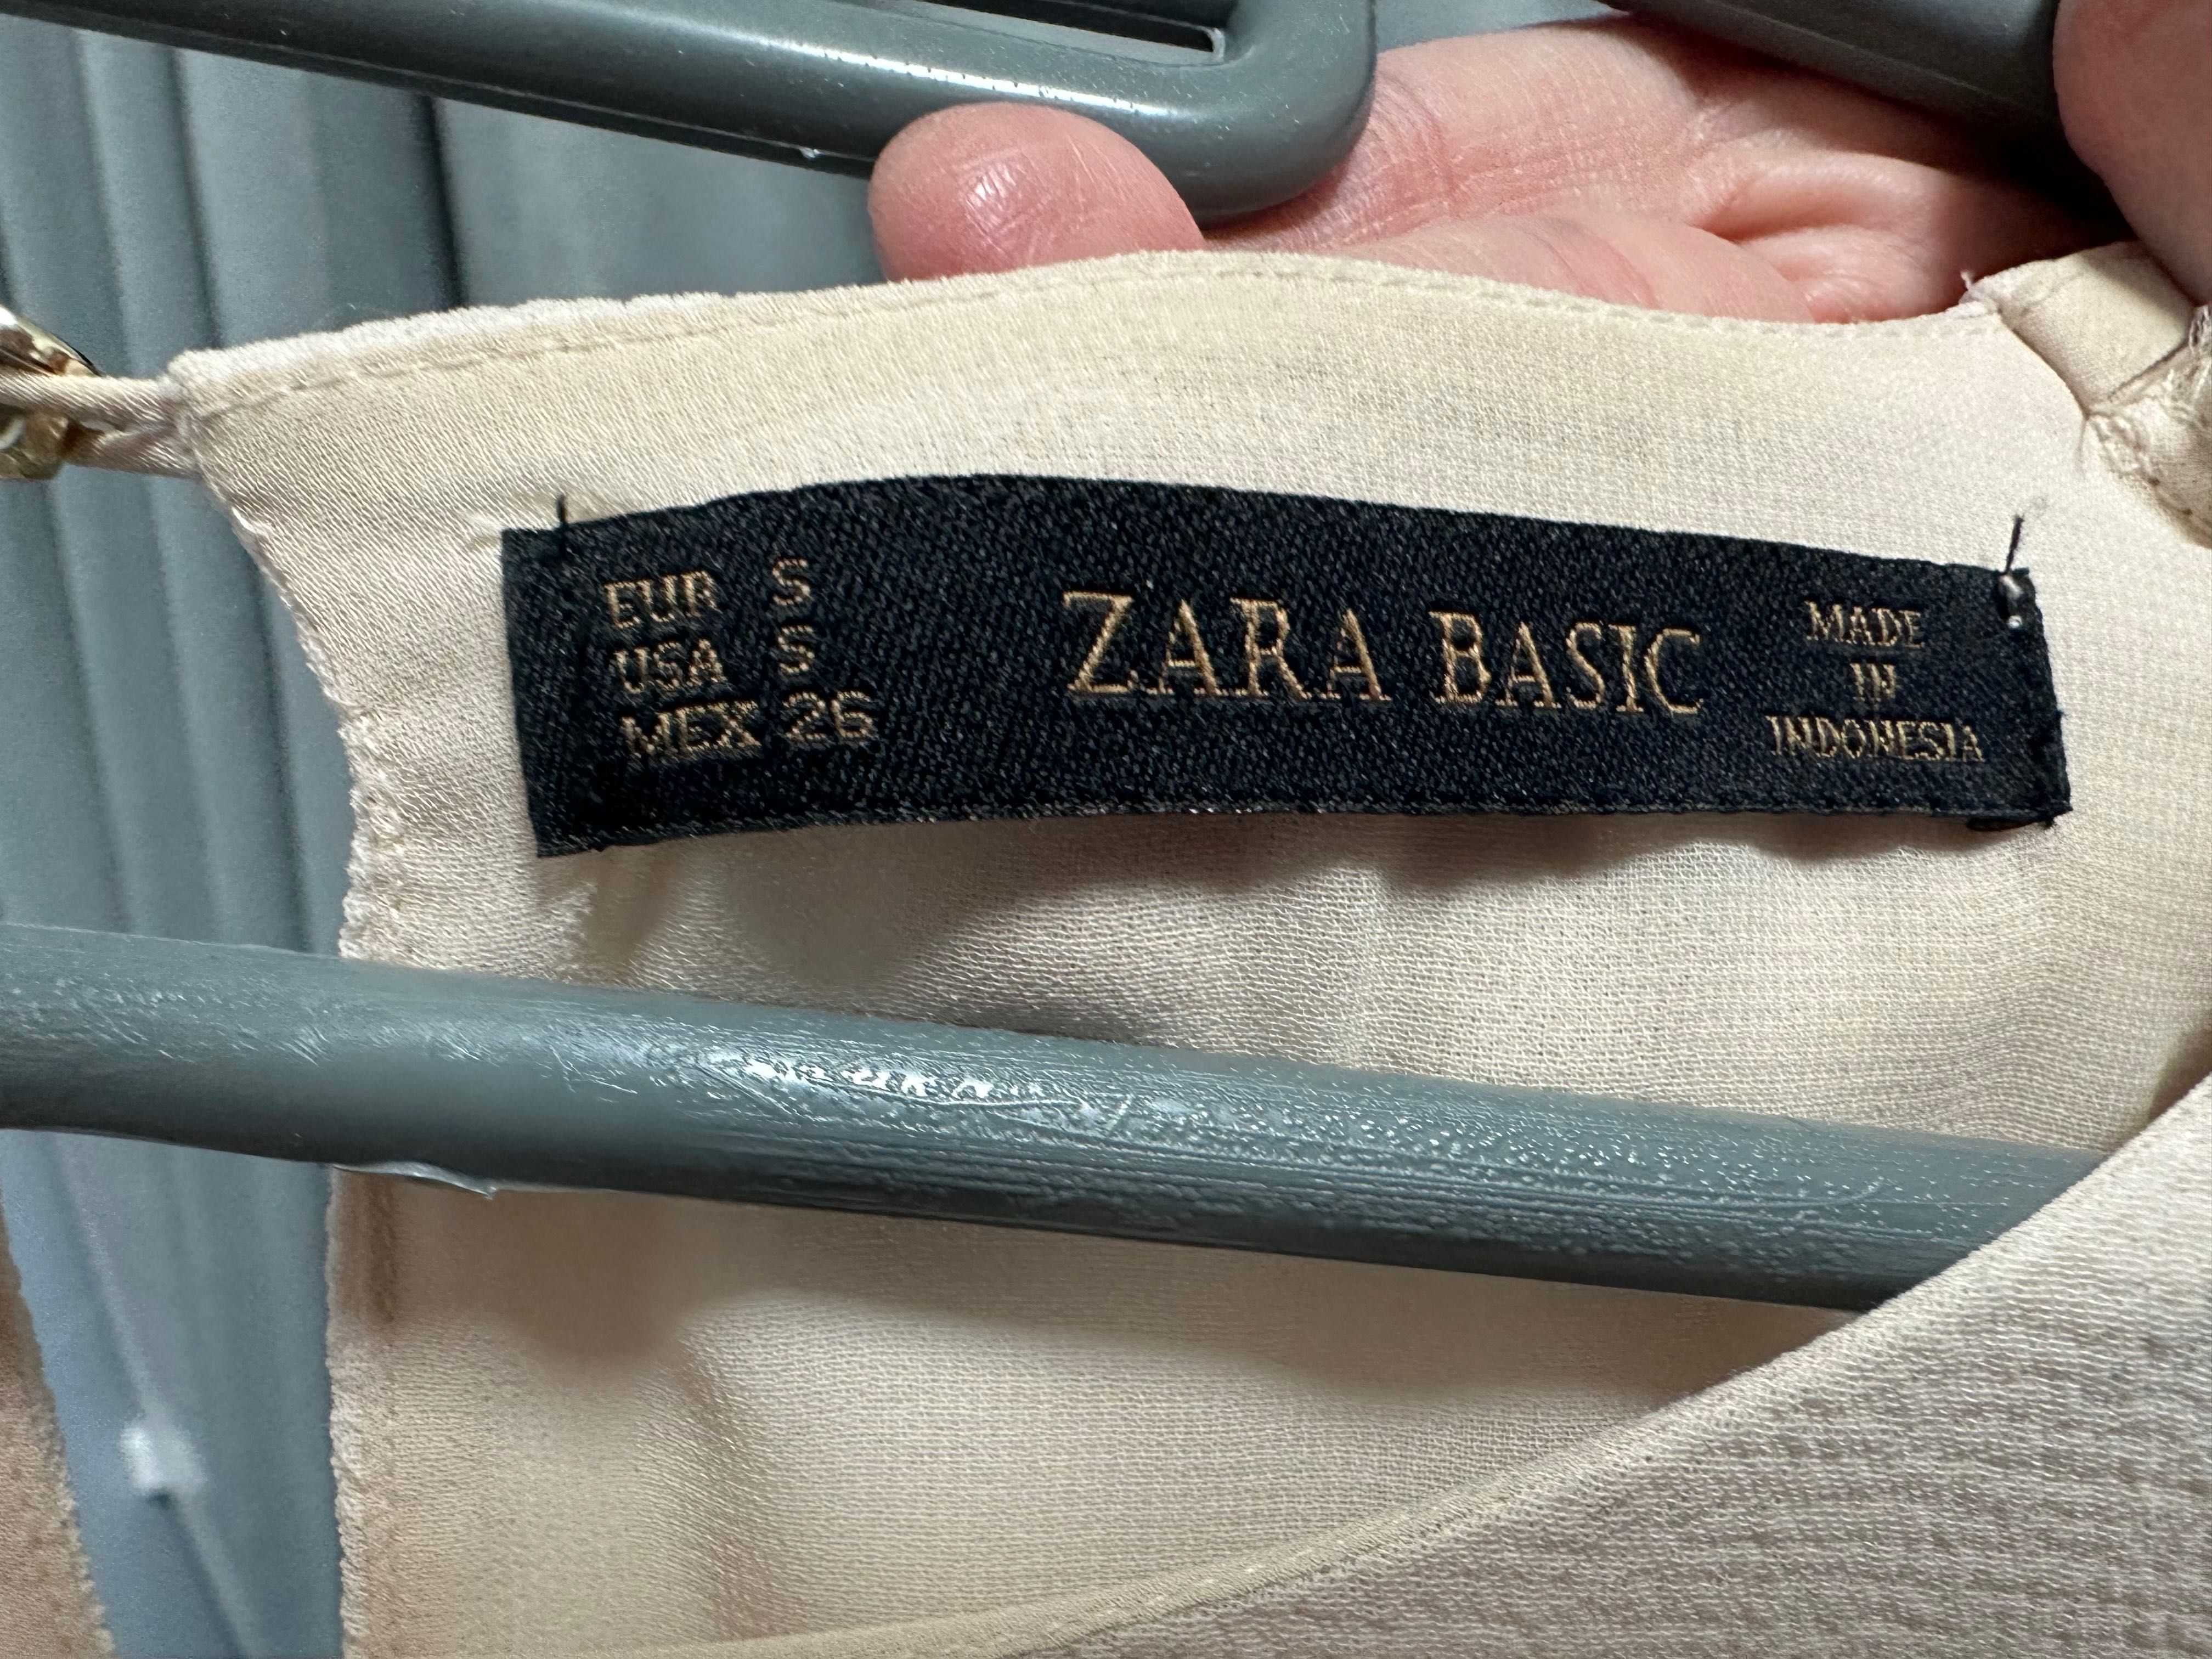 EUR S
USA S
MEX 26
ZARA BASIC
MADE
IN
INDONESIA